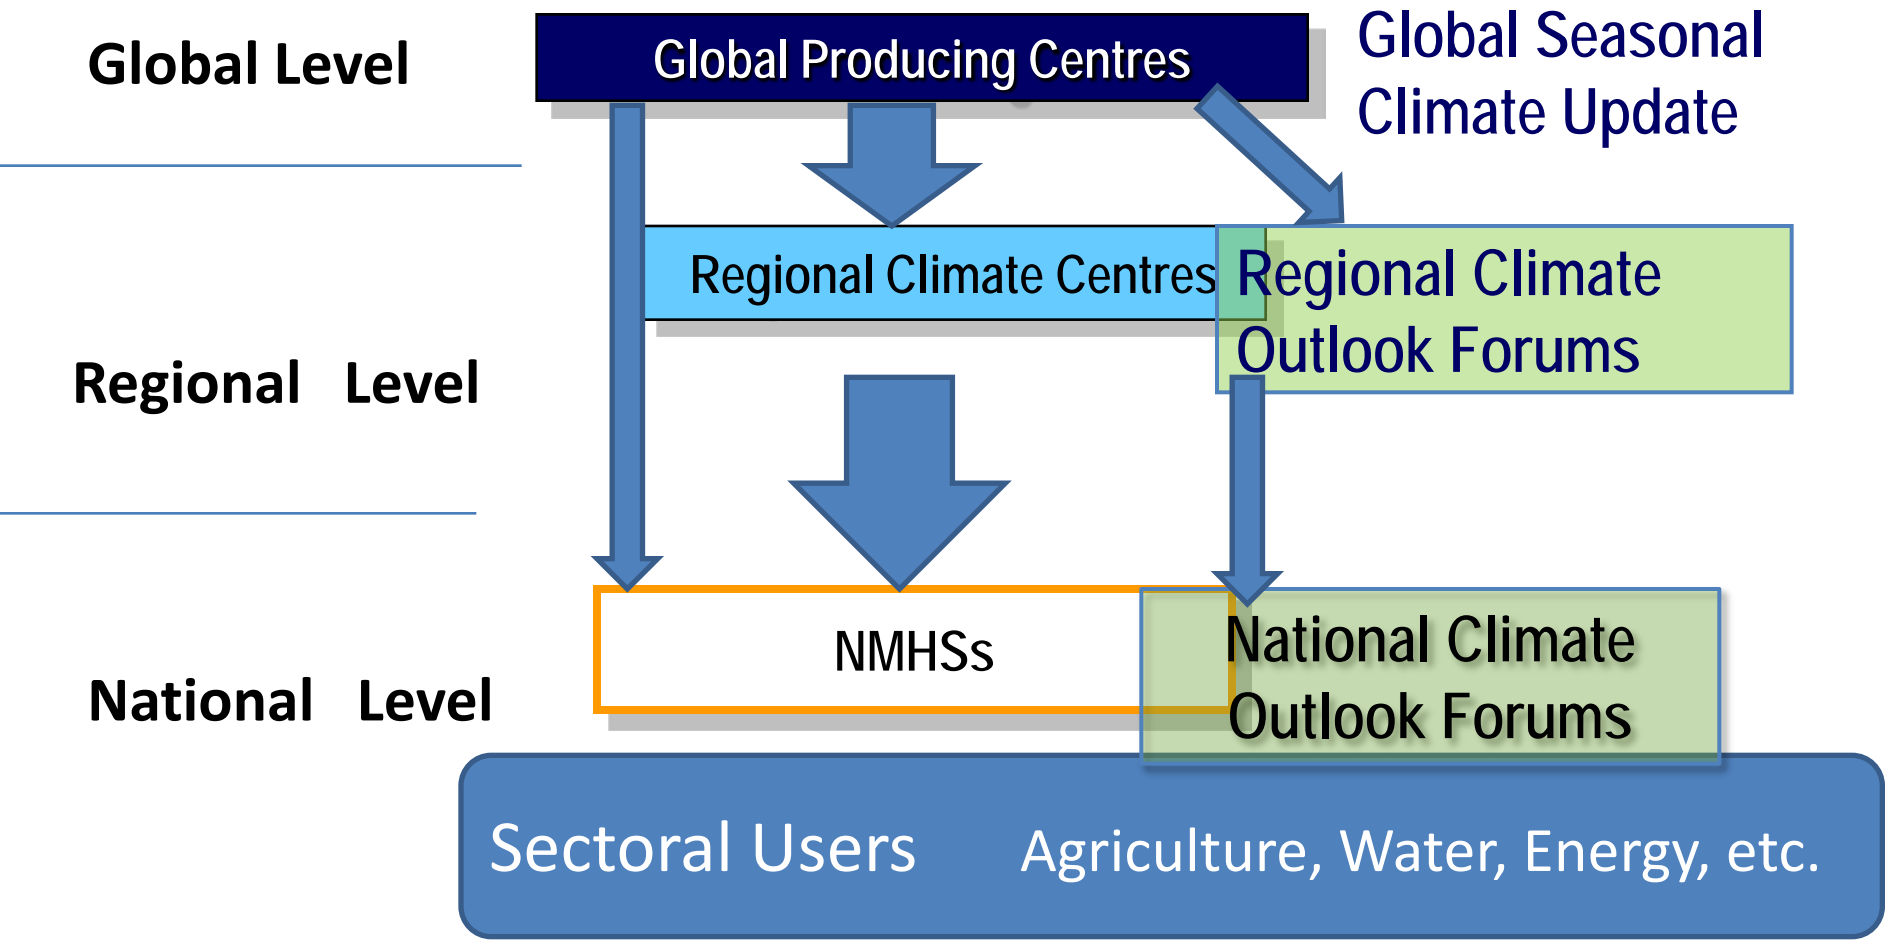 Global Level
Global Producing Centres
Global Seasonal
Climate Update
Regional Level
Regional Climate Centres
Regional Climate
Outlook Forums
National Level
NMHSs
National Climate
Outlook Forums
Sectoral Users Agriculture, Water, Energy, etc.